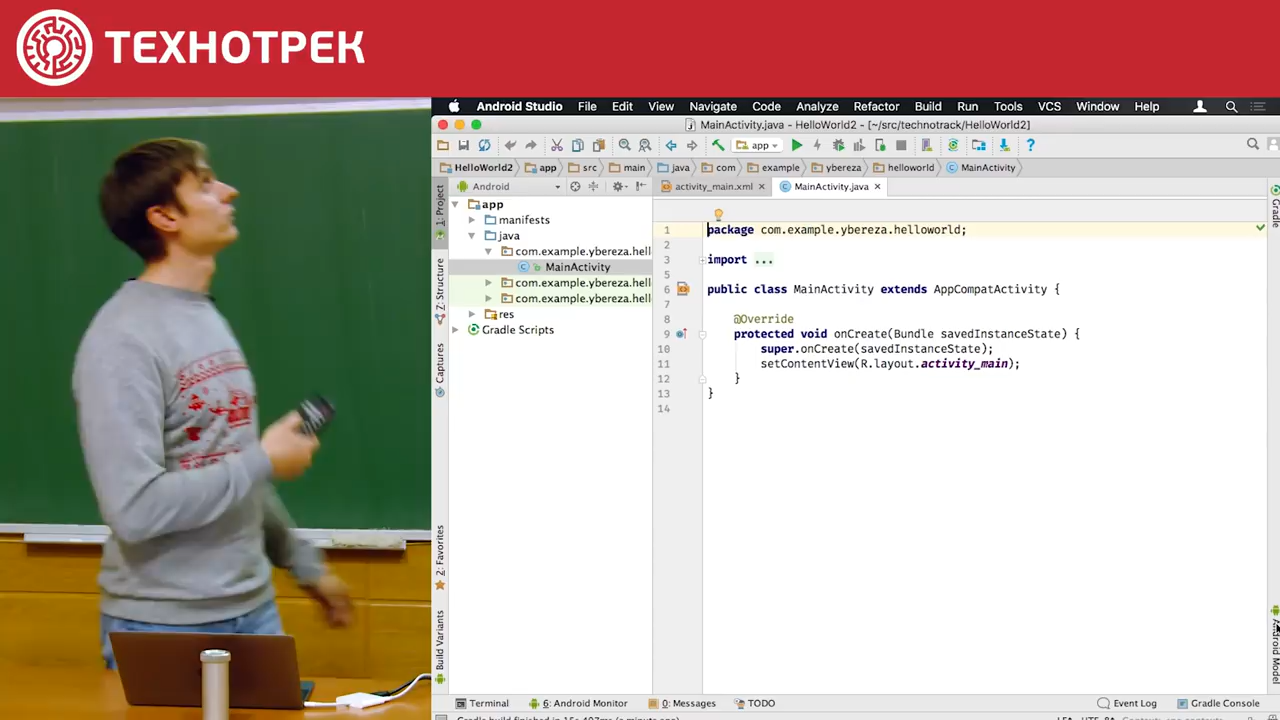 ТЕХНОТРЕК
Android Studio File Edit View Navigate Code Analyze Refactor Build Run Tools VCS Window Help
MainActivity.java - HelloWorld2 - [~/src/technotrack/HelloWorld2]
app
HelloWorld2 app src main java com example ybereza helloworld MainActivity
1: Project
Android
activity_main.xml
MainActivity.java
Gradle
app
manifests
java
com.example.ybereza.hell
MainActivity
com.example.ybereza.hell
com.example.ybereza.hell
res
Gradle Scripts
7: Structure
Captures
2: Favorites
Build Variants
1 package com.example.ybereza.helloworld;
2
3 import ...
5
6 public class MainActivity extends AppCompatActivity {
7
8 @Override
9 protected void onCreate(Bundle savedInstanceState) {
10 super.onCreate(savedInstanceState);
11 setContentView(R.layout.activity_main);
12 }
13 }
14
Android Model
Terminal 6: Android Monitor 0: Messages TODO Event Log Gradle Console